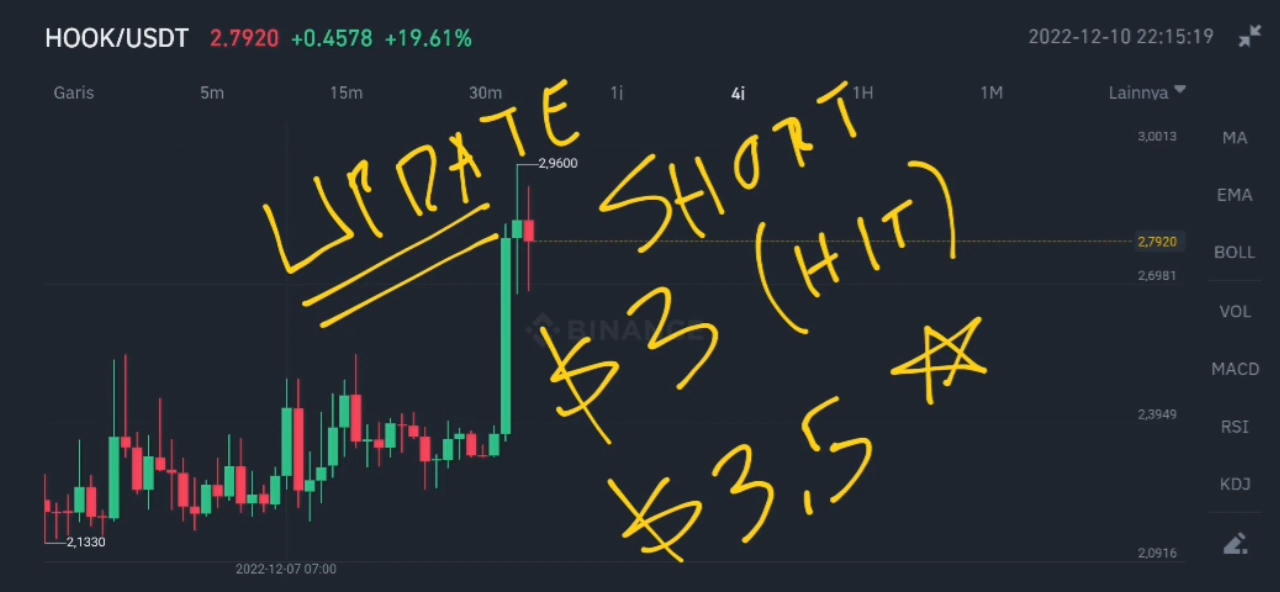 HOOK/USDT 2.7920 +0.4578 +19.61% 2022-12-10 22:15:19
Garis 5m 15m 30m 1j 4j 1H 1M Lainnya
3,0013
MA
2,9600
UPDATE
SHORT
(HIT)
EMA
2,7920
BOLL
2,6981
VOL
BINANCE
$3
MACD
2,3949
RSI
$3,5
KDJ
2,1330
2,0916
2022-12-07 07:00